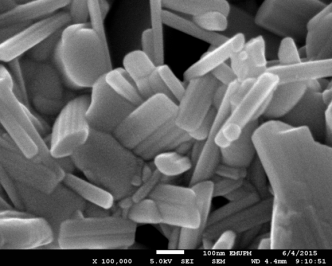 100nm EMUPH 6/4/2015
X 100,000 5.0kV SEI SEM WD 4.4mm 9:10:51